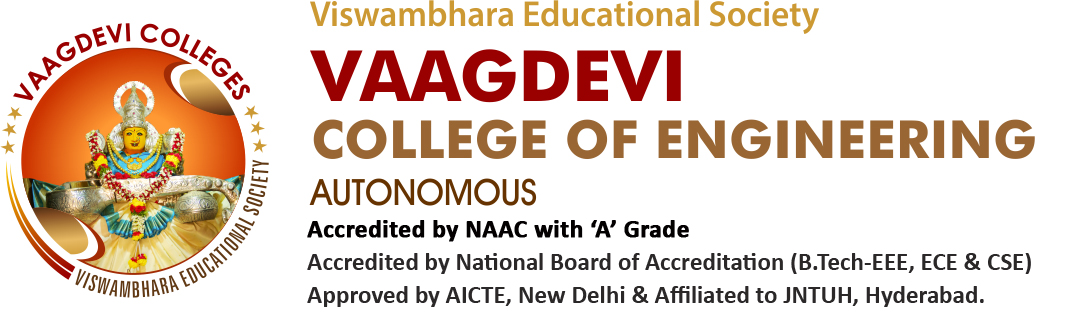 VAAGDEVI COLLEGES
VISWAMBHARA EDUCATIONAL SOCIETY
Viswambhara Educational Society
VAAGDEVI
COLLEGE OF ENGINEERING
AUTONOMOUS
Accredited by NAAC with ‘A’ Grade
Accredited by National Board of Accreditation (B.Tech-EEE, ECE & CSE)
Approved by AICTE, New Delhi & Affiliated to JNTUH, Hyderabad.